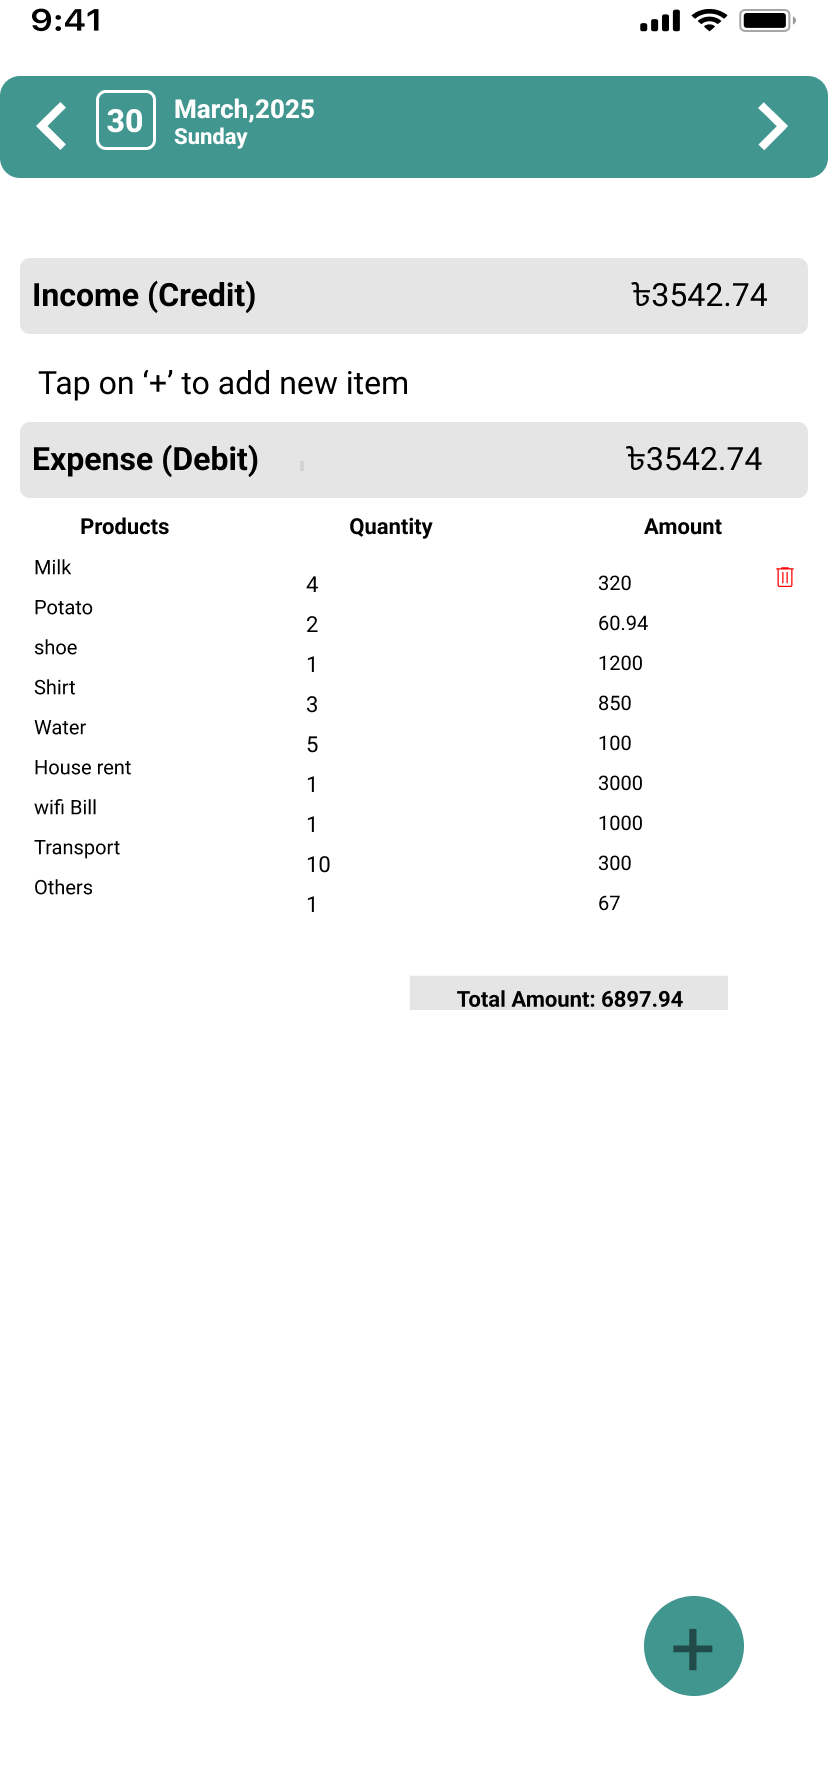 9:41
30
March,2025
Sunday
Income (Credit) ৳3542.74
Tap on ‘+’ to add new item
Expense (Debit) ৳3542.74
Products Quantity Amount
Milk 4 320
Potato 2 60.94
shoe 1 1200
Shirt 3 850
Water 5 100
House rent 1 3000
wifi Bill 1 1000
Transport 10 300
Others 1 67
Total Amount: 6897.94